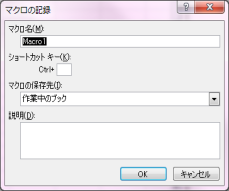 マクロの記録
マクロ名(M):
Macro1
ショートカット キー(K):
Ctrl+
マクロの保存先(I):
作業中のブック
説明(D):
OK キャンセル